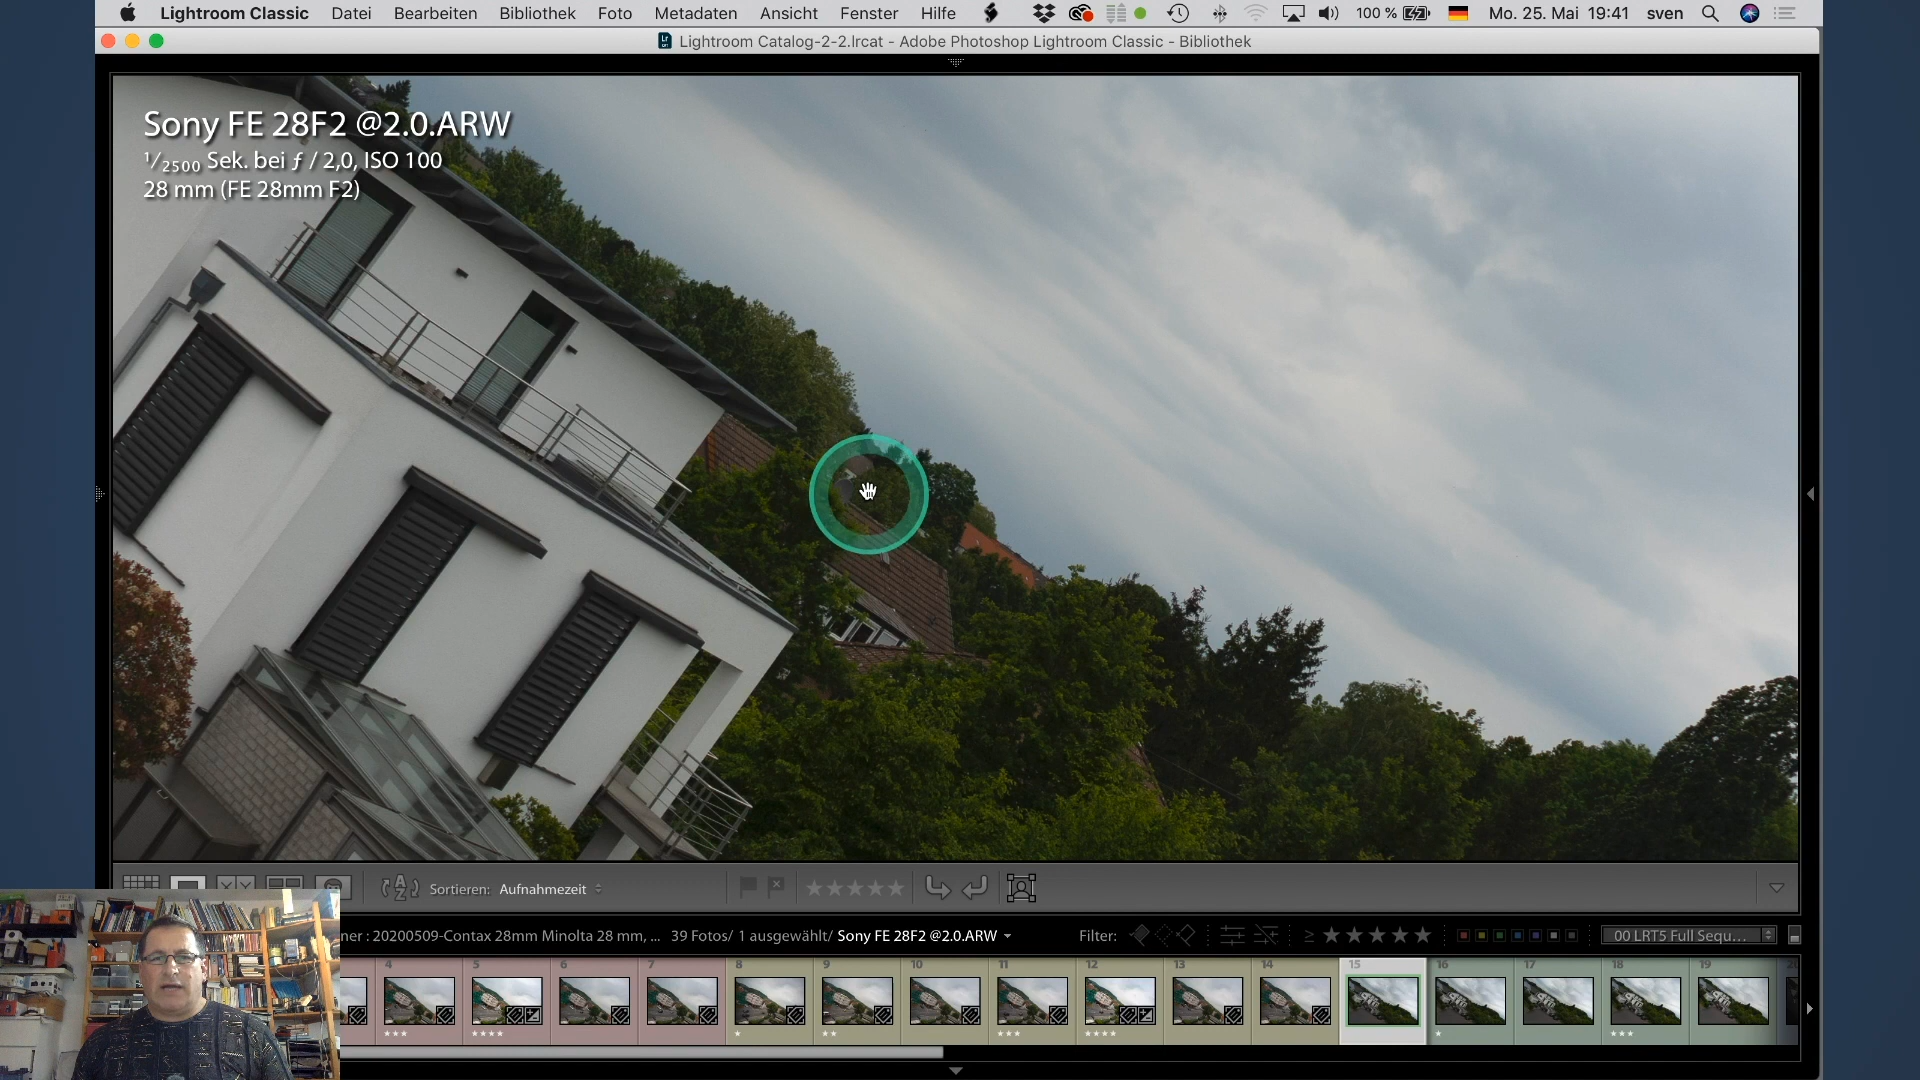 Lightroom Classic Datei Bearbeiten Bibliothek Foto Metadaten Ansicht Fenster Hilfe 100 % Mo. 25. Mai 19:41 sven
Lightroom Catalog-2-2.lrcat - Adobe Photoshop Lightroom Classic - Bibliothek
Sony FE 28F2 @2.0.ARW
1/2500 Sek. bei ƒ / 2,0, ISO 100
28 mm (FE 28mm F2)
Sortieren: Aufnahmezeit
ner : 20200509-Contax 28mm Minolta 28 mm, ... 39 Fotos/ 1 ausgewählt/ Sony FE 28F2 @2.0.ARW Filter: 00 LRT5 Full Sequ...
4 5 6 7 8 9 10 11 12 13 14 15 16 17 18 19